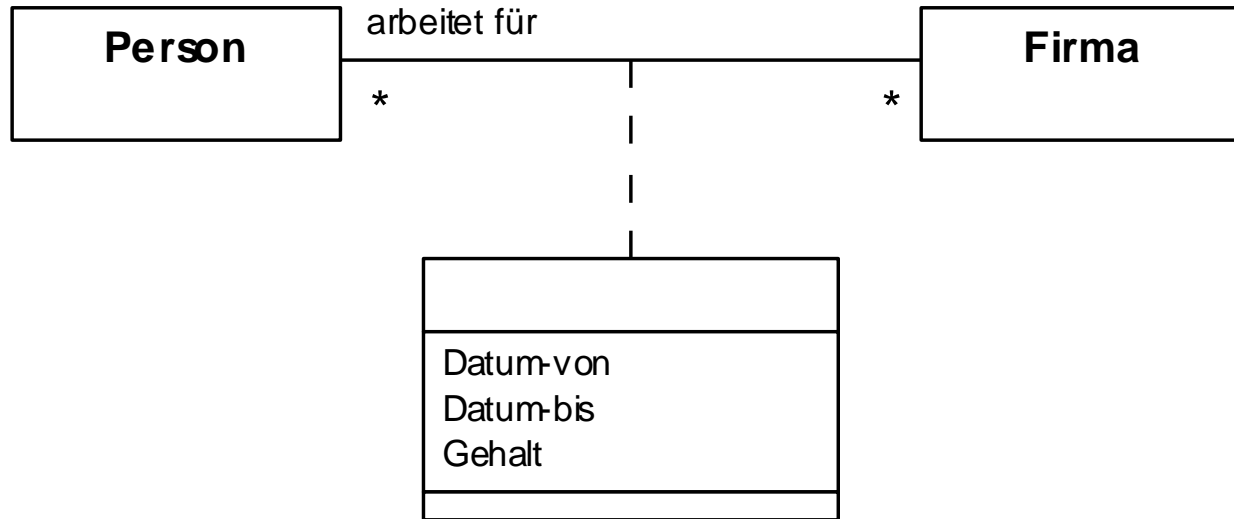 arbeitet für
Person
Firma
*
*
Datum-von
Datum-bis
Gehalt